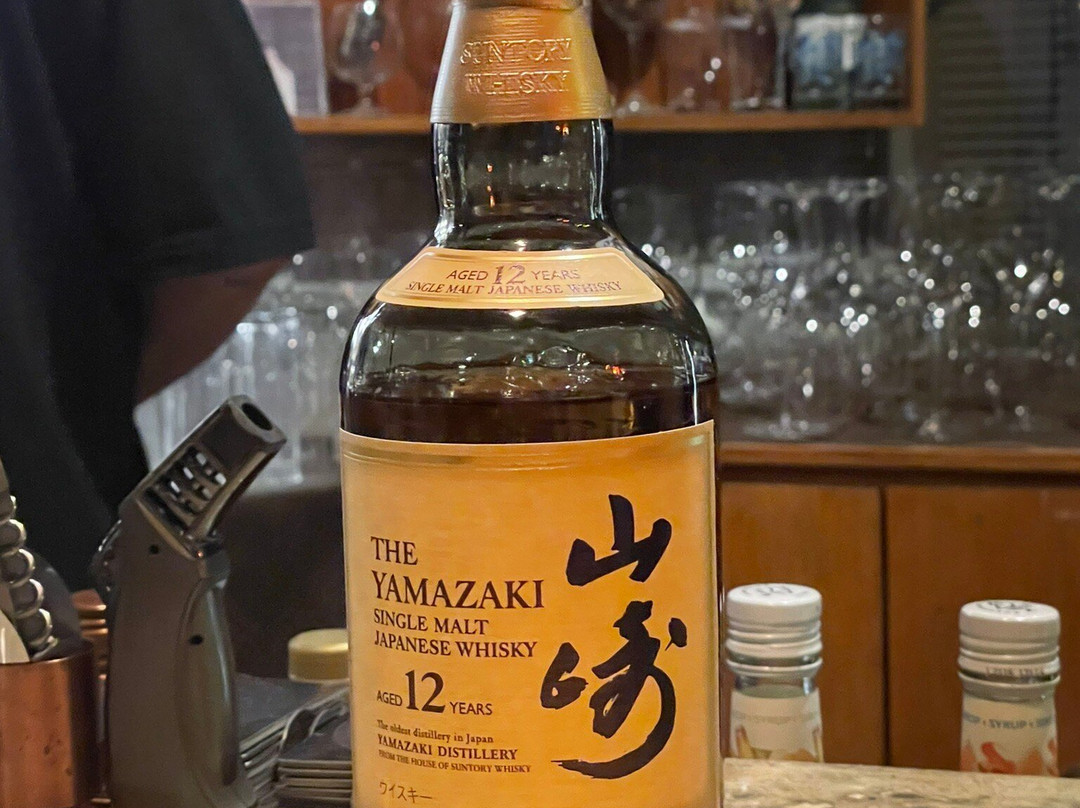 SUNTORY
WHISKY
AGED 12 YEARS
SINGLE MALT JAPANESE WHISKY
THE
YAMAZAKI
SINGLE MALT
JAPANESE WHISKY
AGED 12 YEARS
The oldest distillery in Japan
YAMAZAKI DISTILLERY
FROM THE HOUSE OF SUNTORY WHISKY
ウイスキー
山
崎
SYRUP